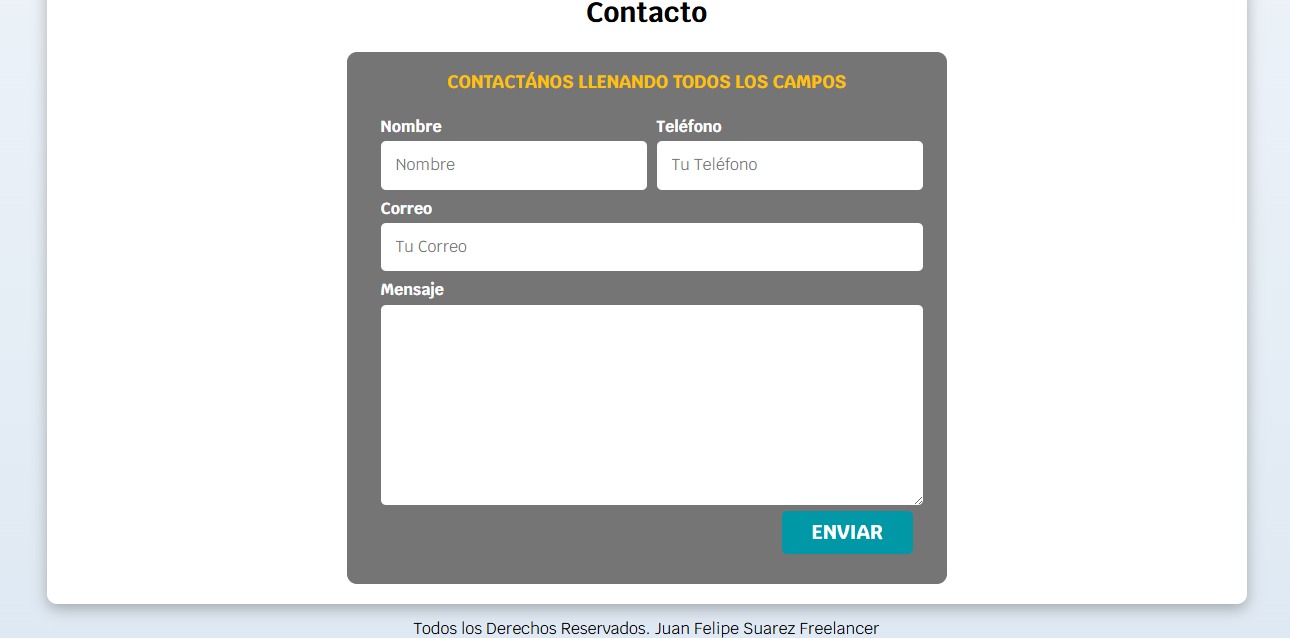 Contacto
CONTACTÁNOS LLENANDO TODOS LOS CAMPOS
Nombre
Teléfono
Nombre
Tu Teléfono
Correo
Tu Correo
Mensaje
ENVIAR
Todos los Derechos Reservados. Juan Felipe Suarez Freelancer